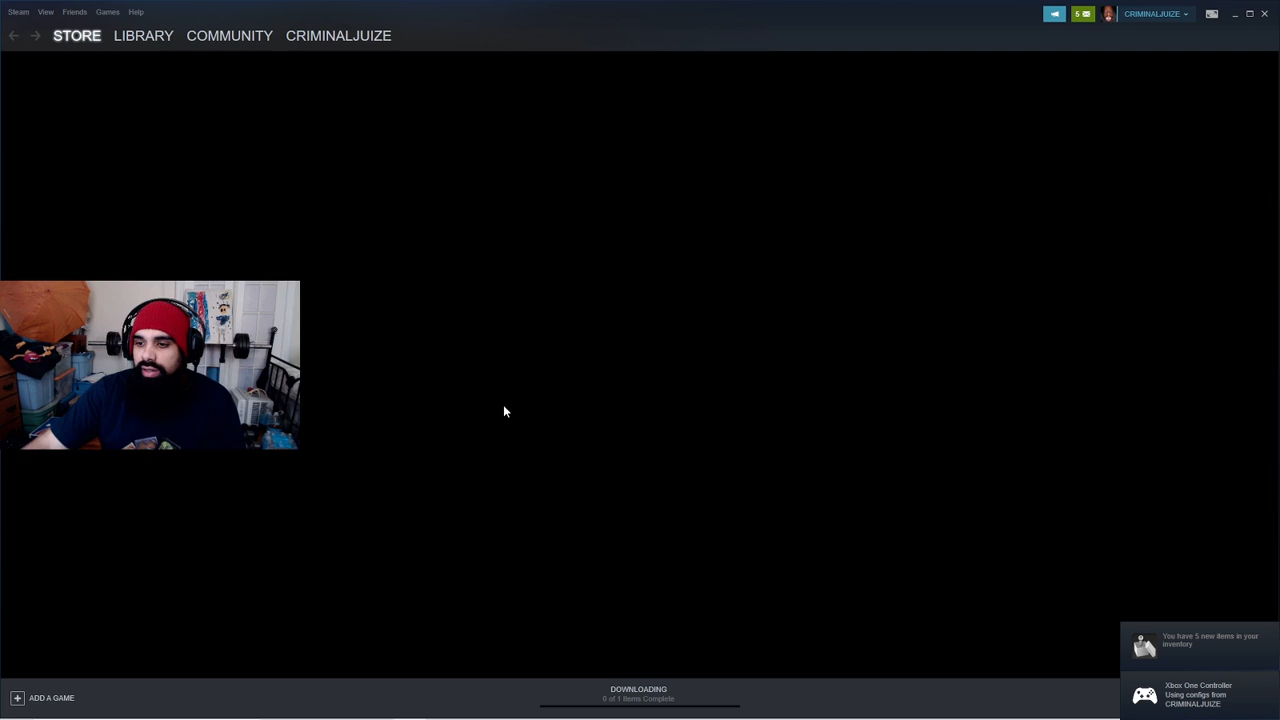 Steam View Friends Games Help
5 CRIMINALJUIZE
STORE LIBRARY COMMUNITY CRIMINALJUIZE
You have 5 new items in your
inventory
Xbox One Controller
Using configs from
CRIMINALJUIZE
+ ADD A GAME
DOWNLOADING
0 of 1 Items Complete